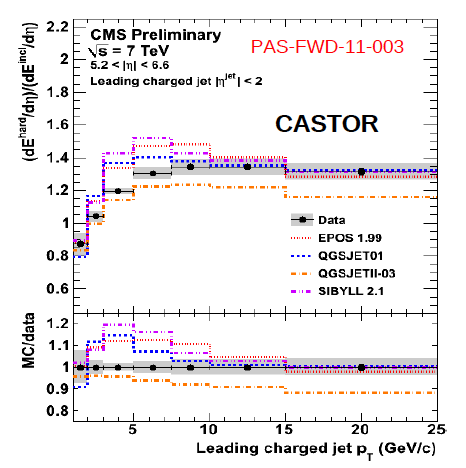 CMS Preliminary
√s = 7 TeV
PAS-FWD-11-003
5.2 < |η| < 6.6
Leading charged jet |η^jet| < 2
CASTOR
(dE^hard/dη)/(dE^incl/dη)
2.2
2
1.8
1.6
1.4
1.2
1
0.8
0.6
Data
EPOS 1.99
QGSJET01
QGSJETII-03
SIBYLL 2.1
MC/data
1.2
1.1
1
0.9
0.8
5 10 15 20 25
Leading charged jet p_T (GeV/c)